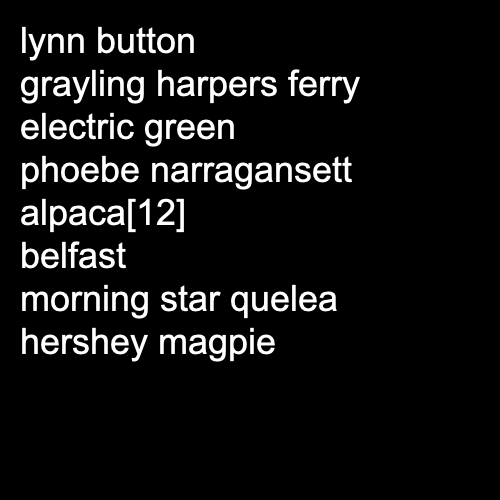 lynn button
grayling harpers ferry
electric green
phoebe narragansett
alpaca[12]
belfast
morning star quelea
hershey magpie